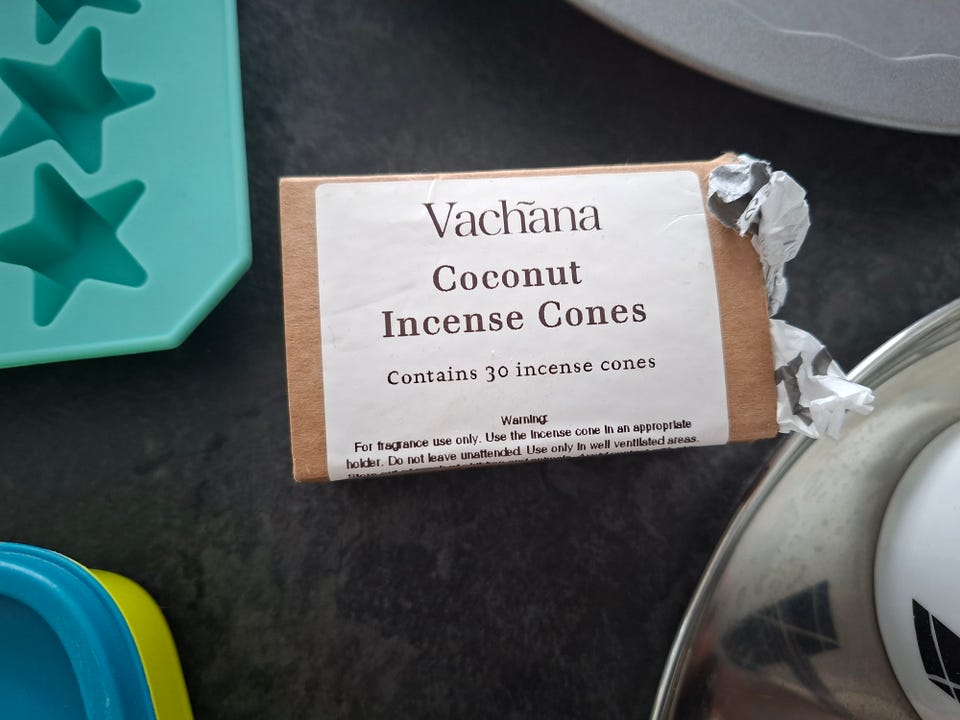 Vachāna
Coconut
Incense Cones
Contains 30 incense cones
Warning:
For fragrance use only. Use the incense cone in an appropriate
holder. Do not leave unattended. Use only in well ventilated areas.